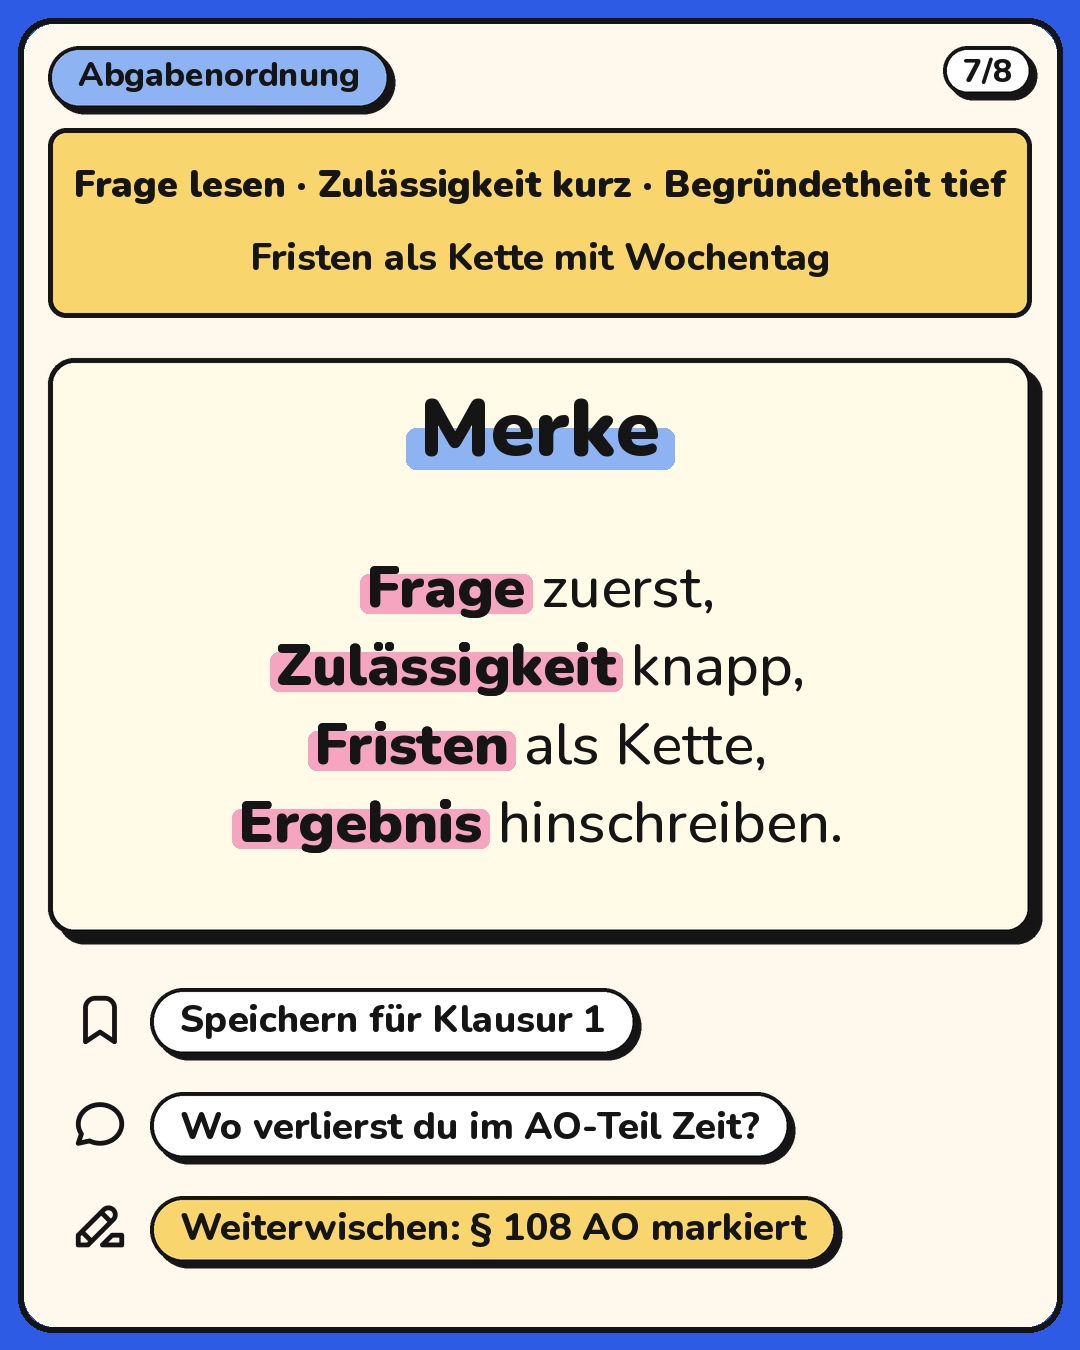 Abgabenordnung
7/8
Frage lesen · Zulässigkeit kurz · Begründetheit tief
Fristen als Kette mit Wochentag
Merke
Frage zuerst,
Zulässigkeit knapp,
Fristen als Kette,
Ergebnis hinschreiben.
Speichern für Klausur 1
Wo verlierst du im AO-Teil Zeit?
Weiterwischen: § 108 AO markiert